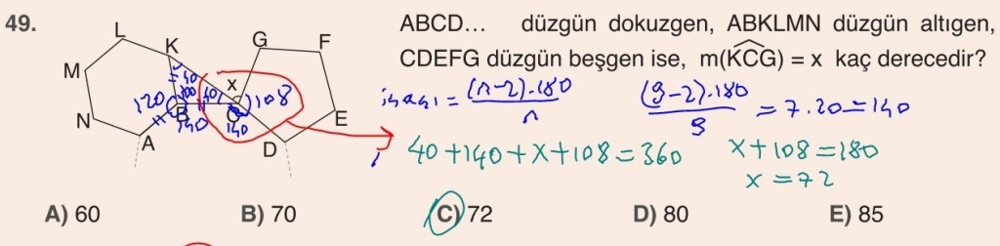 49.
ABCD... düzgün dokuzgen, ABKLMN düzgün altıgen,
CDEFG düzgün beşgen ise, m(KCG) = x kaç derecedir?
L
K
G
F
M
40
x
120
100
40
108
N
B
C
E
140
140
A
D
iç açı = (n-2).180 / n
(9-2).180 / 9 = 7.20 = 140
40+140+x+108=360
x+108=180
x=72
A) 60 B) 70 C) 72 D) 80 E) 85